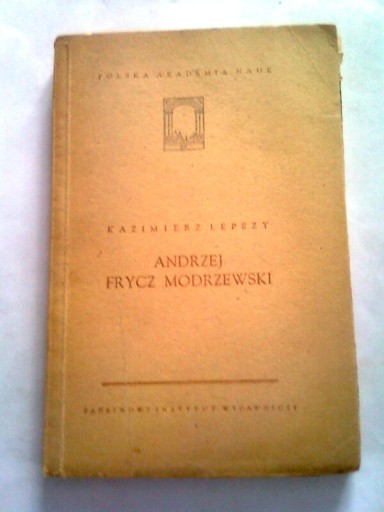 POLSKA AKADEMIA NAUK
KAZIMIERZ LEPSZY
ANDRZEJ
FRYCZ MODRZEWSKI
PAŃSTWOWY INSTYTUT WYDAWNICZY